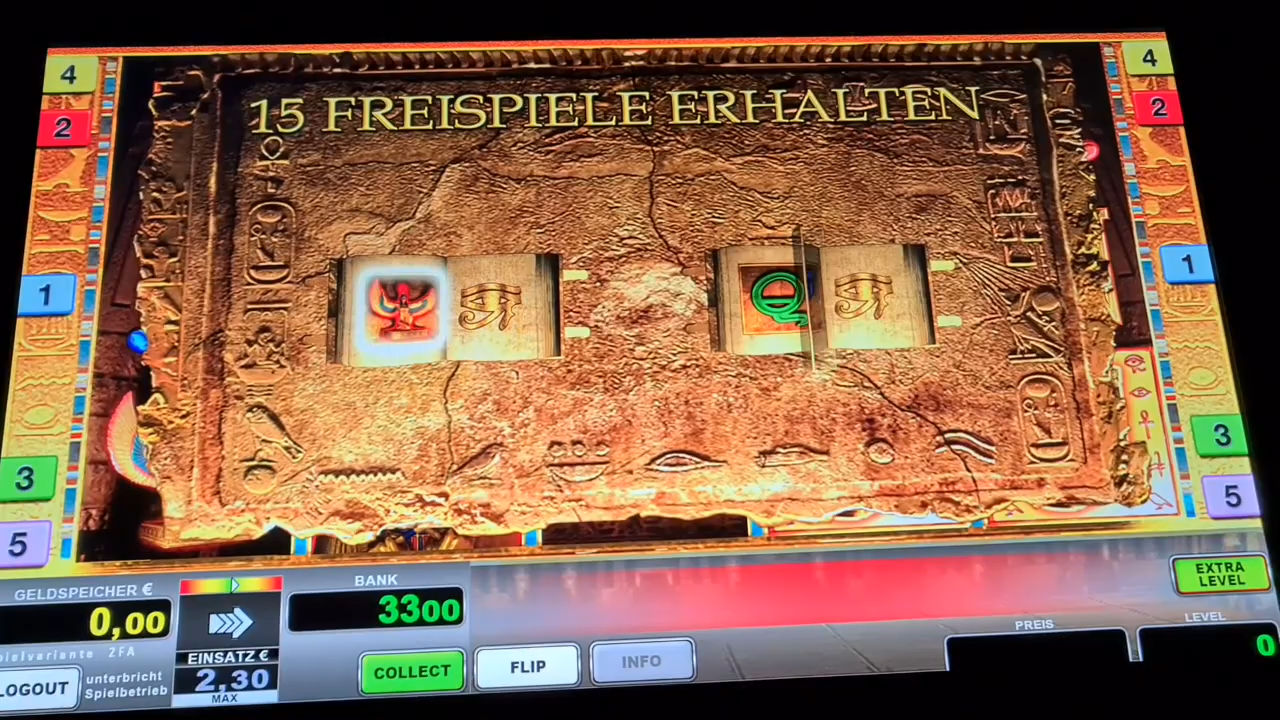 15 FREISPIELE ERHALTEN
4
4
2
2
1
1
3
3
5
5
Q
GELDSPEICHER €
0,00
BANK
3300
EXTRA LEVEL
PREIS
LEVEL
0
2FA
EINSATZ €
2,30
MAX
LOGOUT
unterbricht
Spielbetrieb
COLLECT
FLIP
INFO